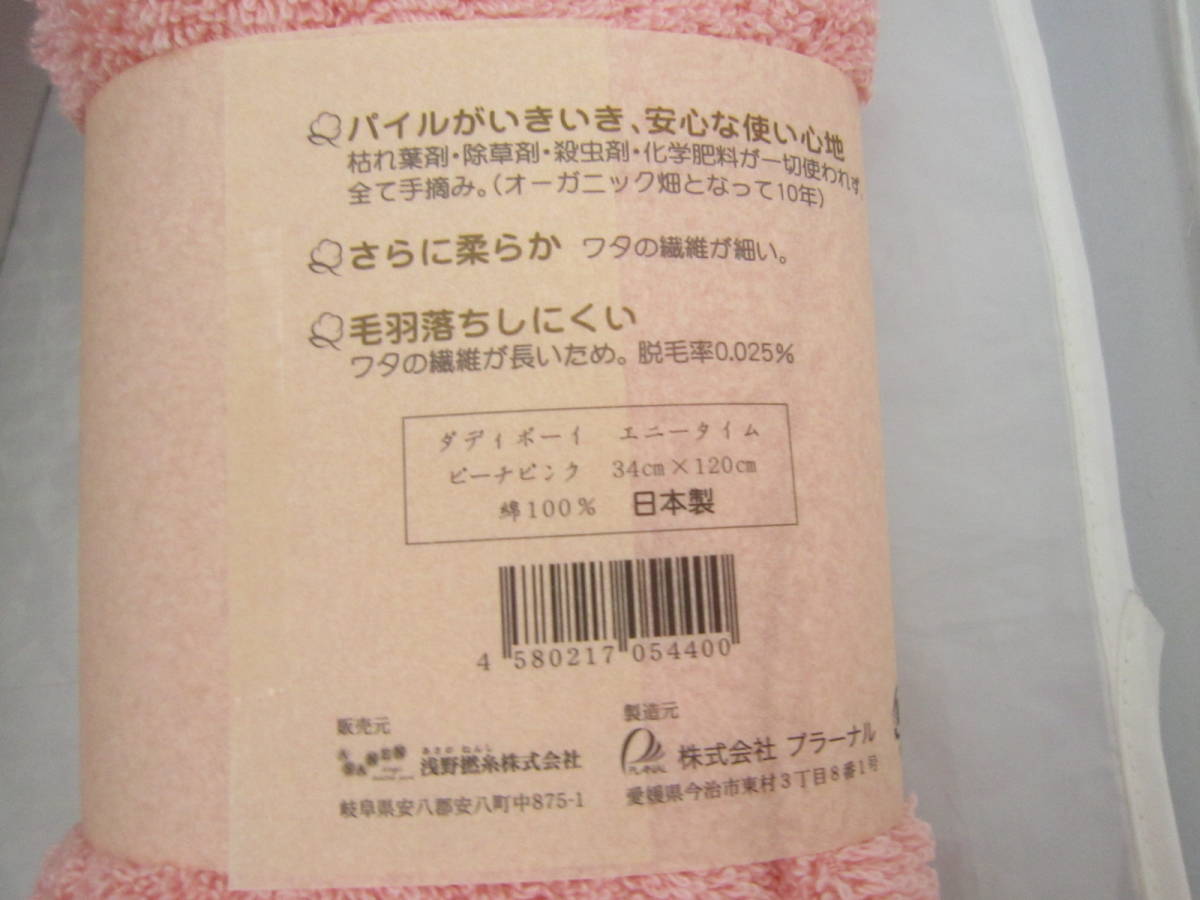 パイルがいきいき、安心な使い心地
枯れ葉剤・除草剤・殺虫剤・化学肥料が一切使われず、
全て手摘み。(オーガニック畑となって10年)
さらに柔らか ワタの繊維が細い。
毛羽落ちしにくい
ワタの繊維が長いため。脱毛率0.025%
ダディボーイ エニータイム
ピーチピンク 34cm×120cm
綿100% 日本製
4 580217 054400
販売元
あさの ねんし
浅野撚糸株式会社
岐阜県安八郡安八町中875-1
製造元
株式会社 プラーナル
愛媛県今治市東村3丁目8番1号